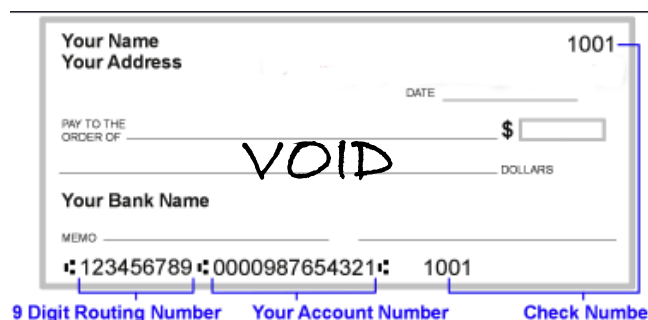 Your Name 1001
Your Address
DATE
PAY TO THE
ORDER OF $
VOID
DOLLARS
Your Bank Name
MEMO
⑆123456789⑆0000987654321⑆ 1001
9 Digit Routing Number Your Account Number Check Numbe